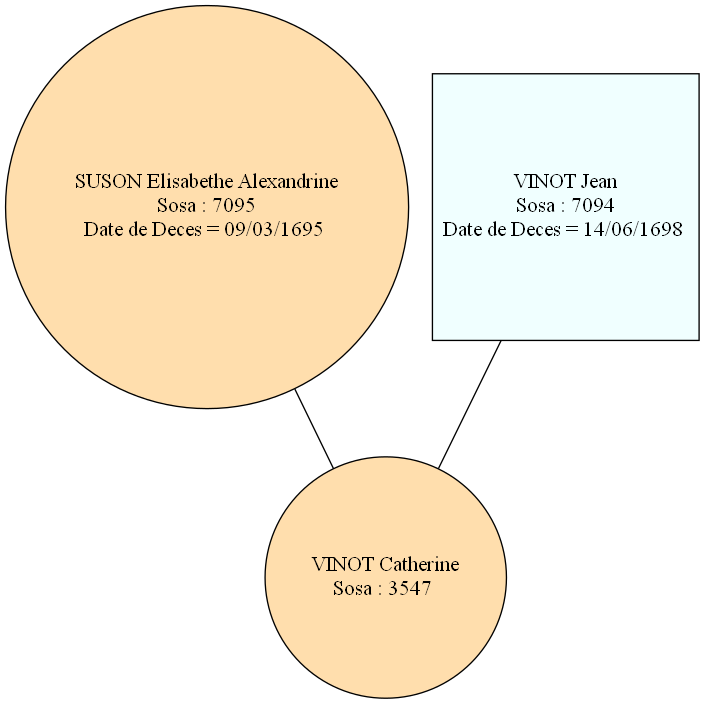 SUSON Elisabethe Alexandrine
Sosa : 7095
Date de Deces = 09/03/1695
VINOT Jean
Sosa : 7094
Date de Deces = 14/06/1698
VINOT Catherine
Sosa : 3547